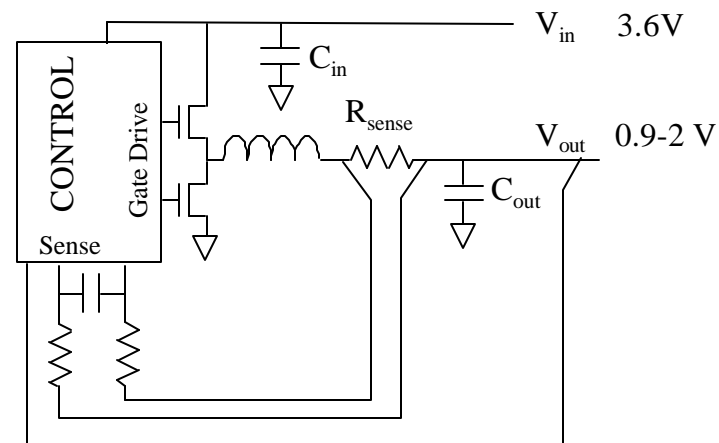 V_in 3.6V
C_in
CONTROL
Gate Drive
R_sense
V_out 0.9-2 V
C_out
Sense